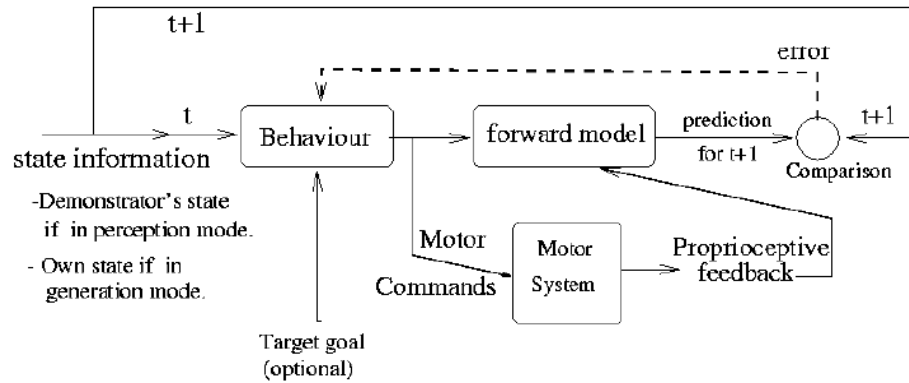 t+1
error
t
Behaviour
forward model
prediction
for t+1
t+1
Comparison
state information
-Demonstrator's state
if in perception mode.
- Own state if in
generation mode.
Motor
Commands
Motor
System
Proprioceptive
feedback
Target goal
(optional)